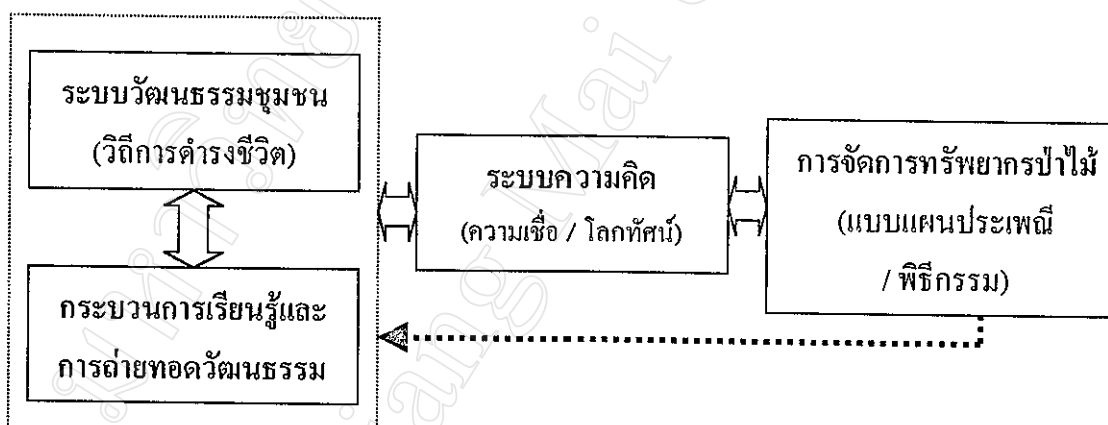 ระบบวัฒนธรรมชุมชน
(วิถีการดำรงชีวิต)
กระบวนการเรียนรู้และ
การถ่ายทอดวัฒนธรรม
ระบบความคิด
(ความเชื่อ / โลกทัศน์)
การจัดการทรัพยากรป่าไม้
(แบบแผนประเพณี
/ พิธีกรรม)
ang Mai